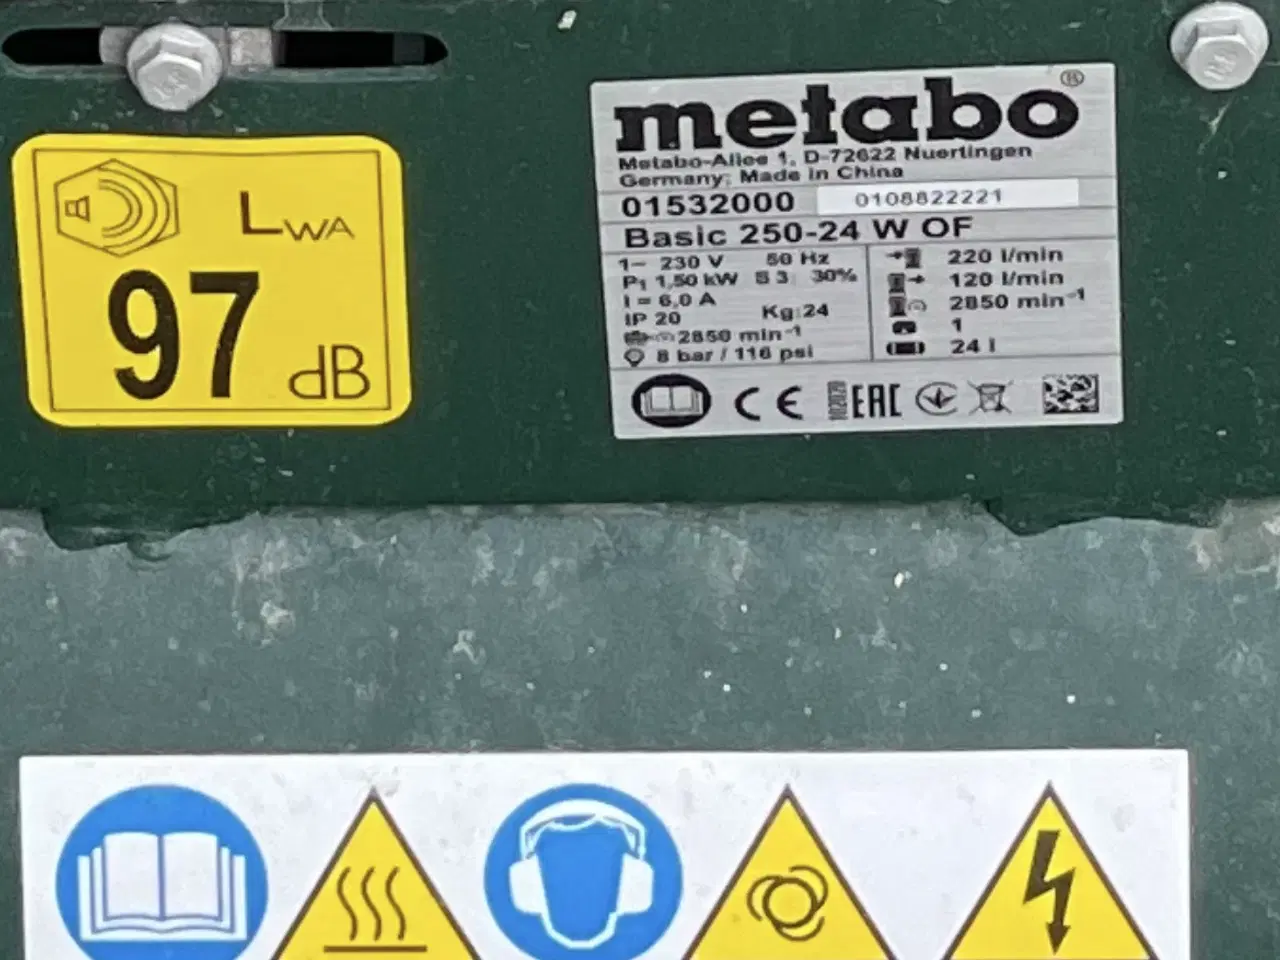 LWA
97 dB
metabo®
Metabo-Allee 1, D-72622 Nuertingen
Germany; Made in China
01532000 0108822221
Basic 250-24 W OF
1~ 230 V 50 Hz
P1 1,50 kW S 3 30%
I = 6,0 A
IP 20 Kg:24
2850 min-1
8 bar / 116 psi
220 l/min
120 l/min
2850 min-1
1
24 l
CE EAC